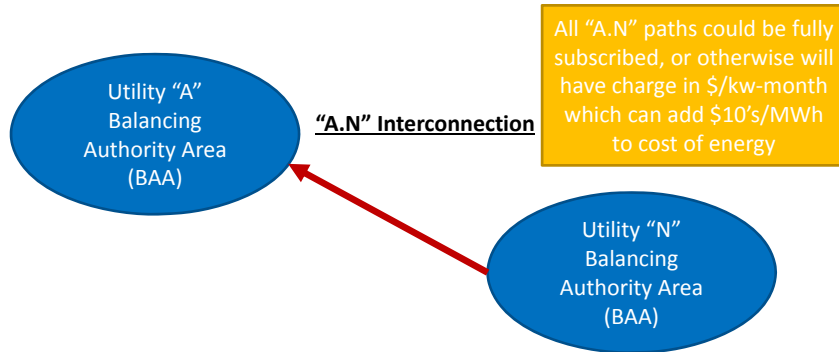 All “A.N” paths could be fully
subscribed, or otherwise will
have charge in $/kw-month
which can add $10’s/MWh
to cost of energy
Utility “A”
Balancing
Authority Area
(BAA)
“A.N” Interconnection
Utility “N”
Balancing
Authority Area
(BAA)